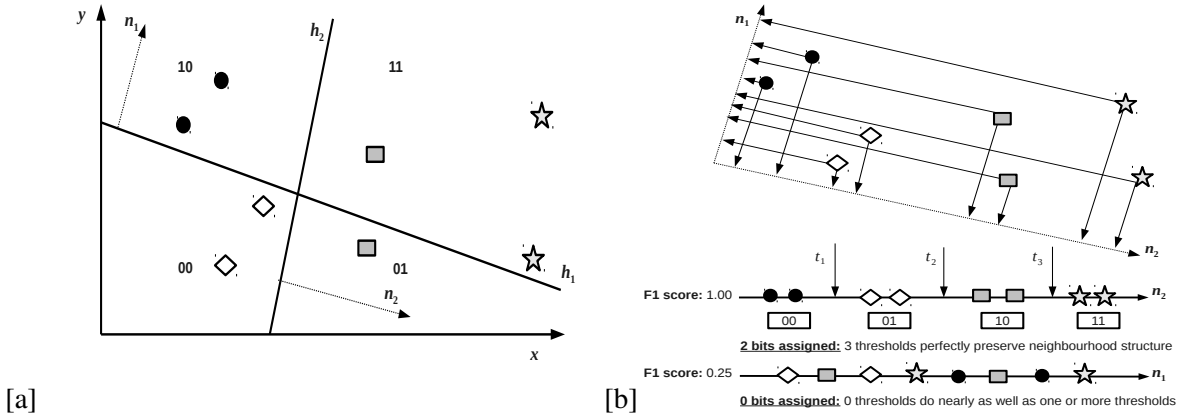 y
n1
h2
10
11
00
01
h1
n2
x
[a]
n1
n2
t1
t2
t3
F1 score: 1.00
n2
00
01
10
11
2 bits assigned: 3 thresholds perfectly preserve neighbourhood structure
F1 score: 0.25
n1
0 bits assigned: 0 thresholds do nearly as well as one or more thresholds
[b]